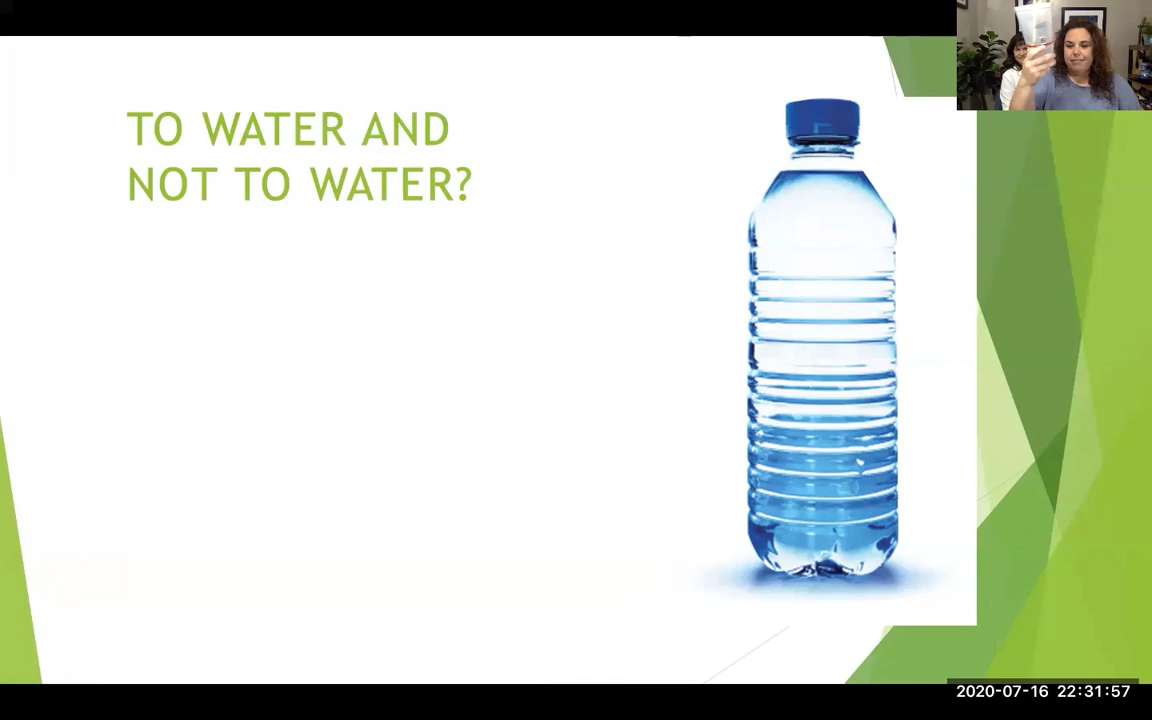 TO WATER AND
NOT TO WATER?
2020-07-16 22:31:57